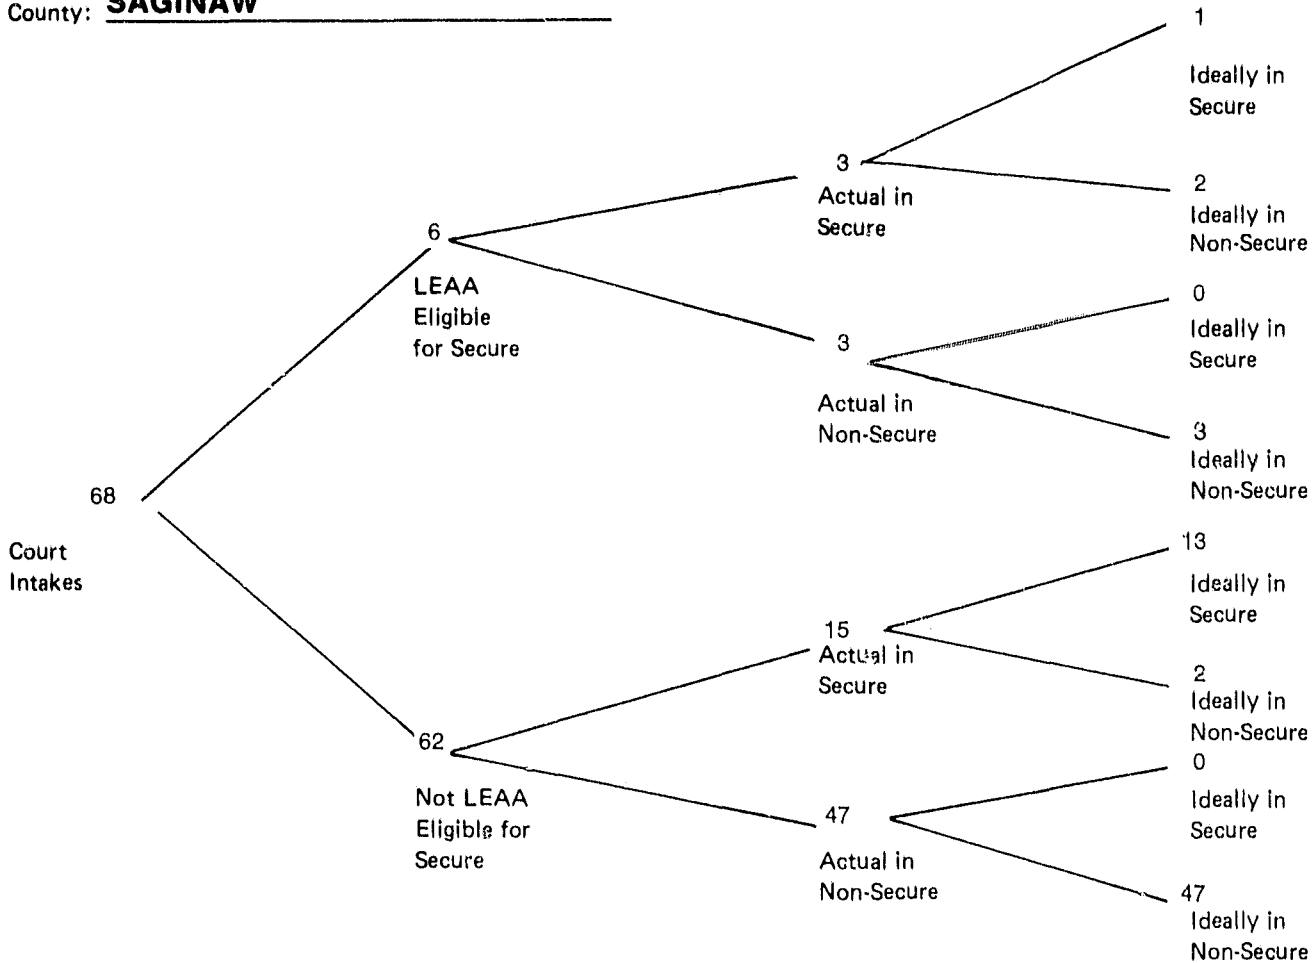 County: SAGINAW
1
Ideally in
Secure
3
Actual in
Secure
2
Ideally in
Non-Secure
6
LEAA
Eligible
for Secure
0
Ideally in
Secure
3
Actual in
Non-Secure
3
Ideally in
Non-Secure
68
Court
Intakes
13
Ideally in
Secure
15
Actual in
Secure
2
Ideally in
Non-Secure
62
Not LEAA
Eligible for
Secure
0
Ideally in
Secure
47
Actual in
Non-Secure
47
Ideally in
Non-Secure